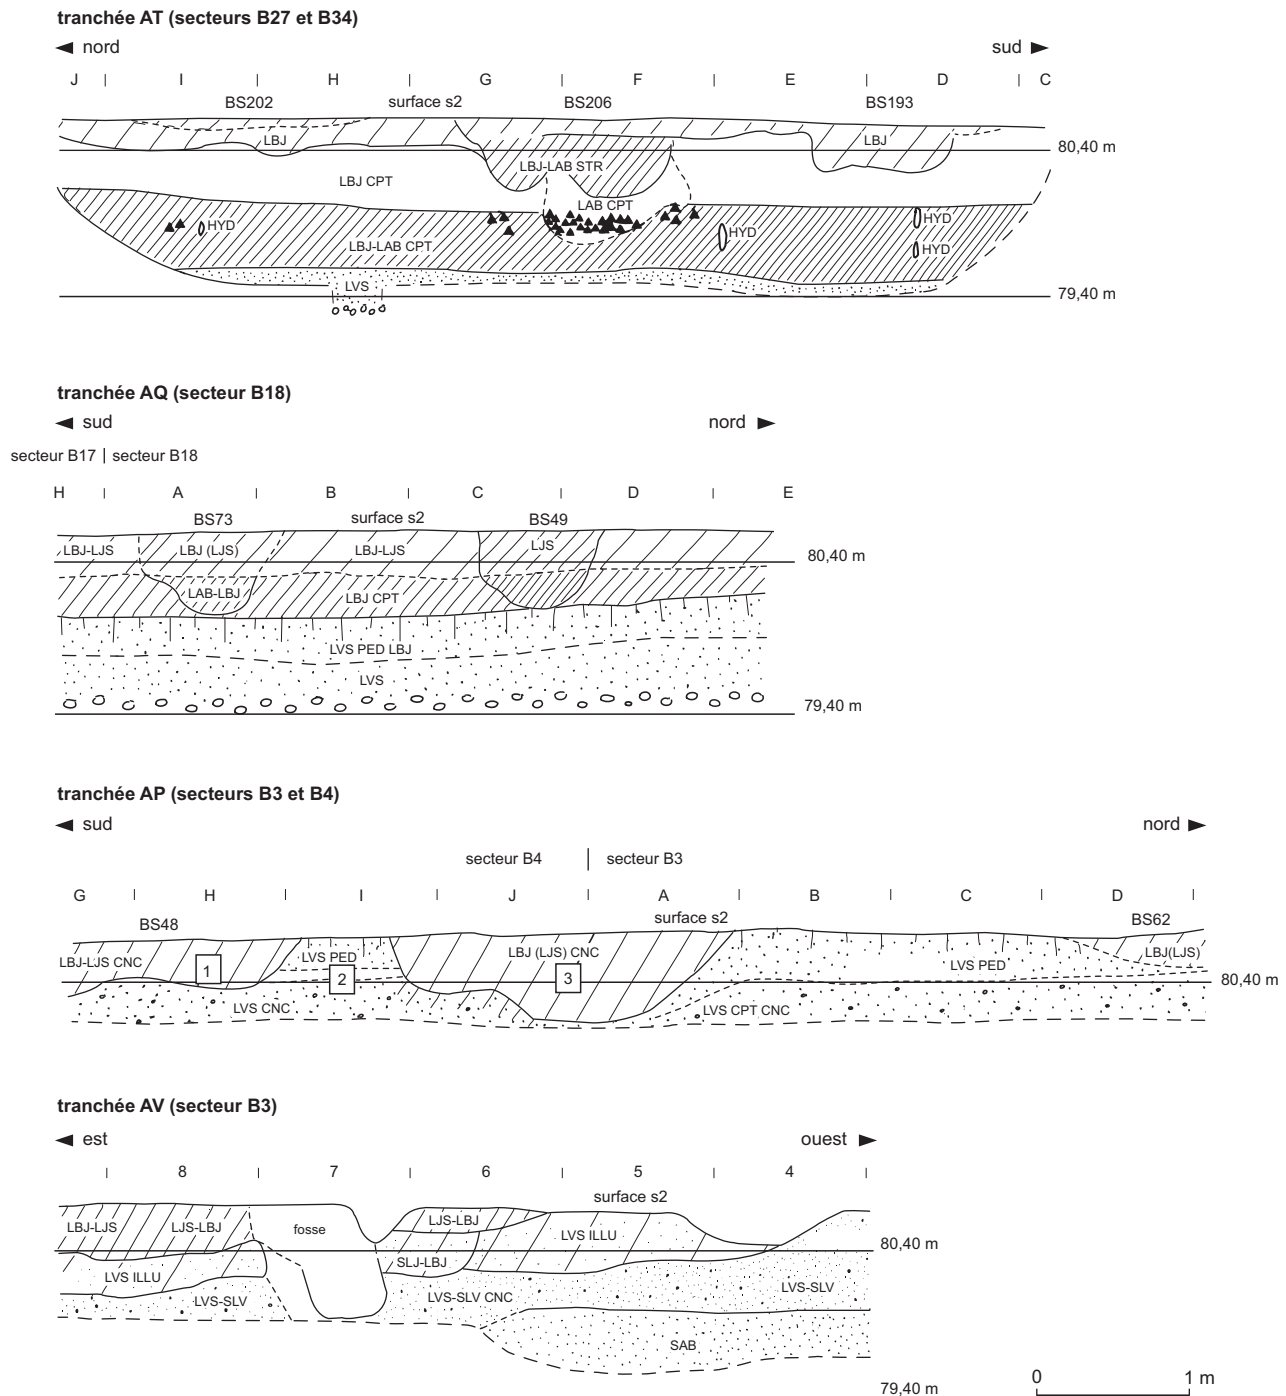 tranchée AT (secteurs B27 et B34)
◄ nord sud ►
J | I | H | G | F | E | D | C
BS202 surface s2 BS206 BS193
LBJ LBJ 80,40 m
LBJ-LAB STR
LBJ CPT
LAB CPT
HYD HYD
HYD
LBJ-LAB CPT HYD
LVS
79,40 m
tranchée AQ (secteur B18)
◄ sud nord ►
secteur B17 | secteur B18
H | A | B | C | D | E
BS73 surface s2 BS49
LBJ-LJS LBJ (LJS) LBJ-LJS LJS
80,40 m
LAB-LBJ LBJ CPT
LVS PED LBJ
LVS
79,40 m
tranchée AP (secteurs B3 et B4)
◄ sud nord ►
secteur B4 | secteur B3
G | H | I | J | A | B | C | D |
BS48 surface s2 BS62
LBJ-LJS CNC LVS PED LBJ (LJS) CNC LVS PED LBJ(LJS)
1 2 3 80,40 m
LVS CNC LVS CPT CNC
tranchée AV (secteur B3)
◄ est ouest ►
| 8 | 7 | 6 | 5 | 4 |
surface s2
LBJ-LJS LJS-LBJ fosse LJS-LBJ LVS ILLU
80,40 m
LVS ILLU SLJ-LBJ
LVS-SLV LVS-SLV CNC LVS-SLV
SAB
79,40 m
0 1 m